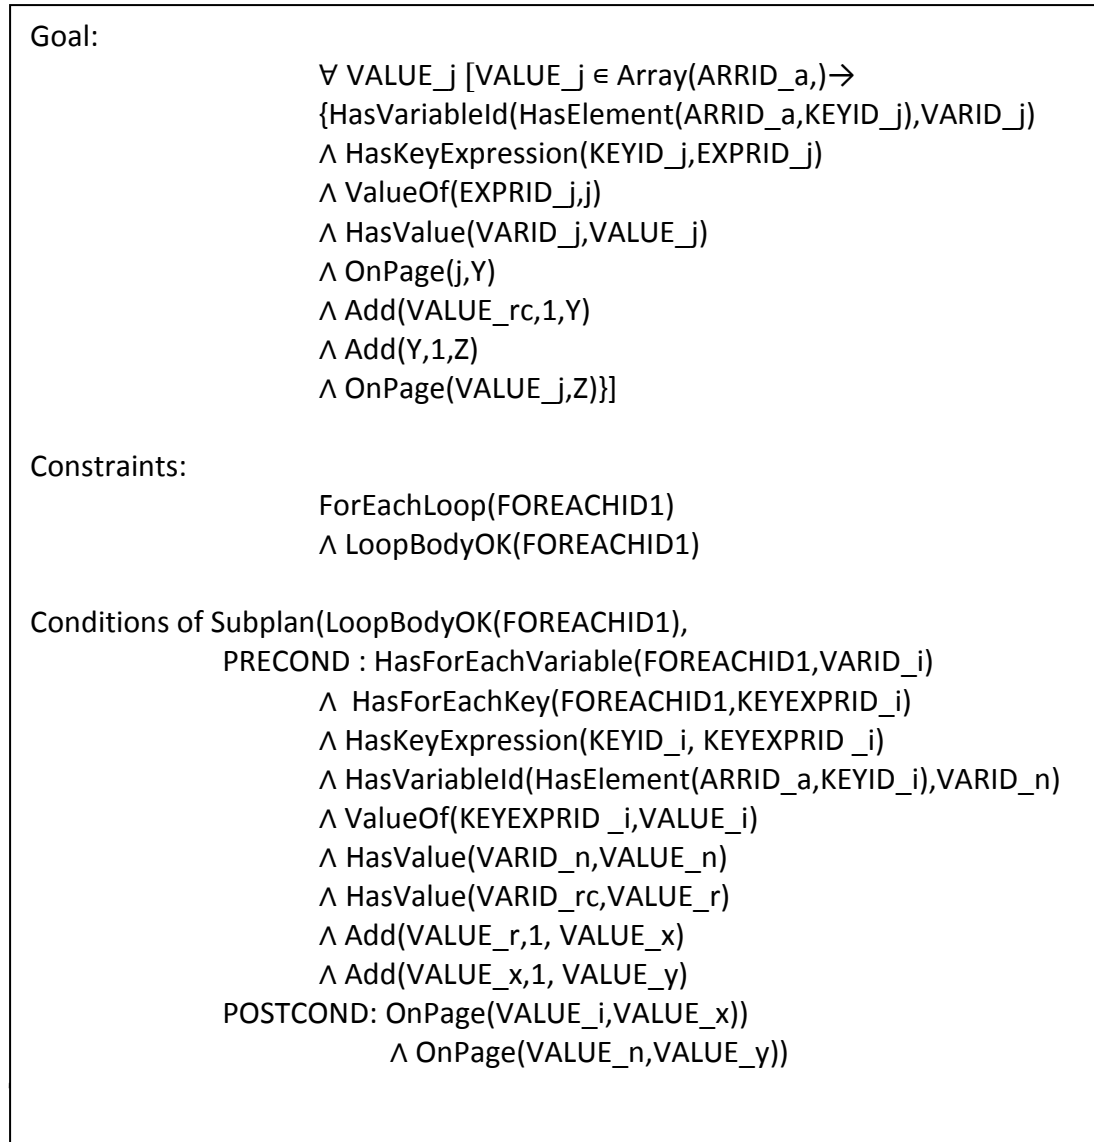 Goal:
∀ VALUE_j [VALUE_j ∈ Array(ARRID_a,)→
{HasVariableId(HasElement(ARRID_a,KEYID_j),VARID_j)
Λ HasKeyExpression(KEYID_j,EXPRID_j)
Λ ValueOf(EXPRID_j,j)
Λ HasValue(VARID_j,VALUE_j)
Λ OnPage(j,Y)
Λ Add(VALUE_rc,1,Y)
Λ Add(Y,1,Z)
Λ OnPage(VALUE_j,Z)}]
Constraints:
ForEachLoop(FOREACHID1)
Λ LoopBodyOK(FOREACHID1)
Conditions of Subplan(LoopBodyOK(FOREACHID1),
PRECOND : HasForEachVariable(FOREACHID1,VARID_i)
Λ HasForEachKey(FOREACHID1,KEYEXPRID_i)
Λ HasKeyExpression(KEYID_i, KEYEXPRID _i)
Λ HasVariableId(HasElement(ARRID_a,KEYID_i),VARID_n)
Λ ValueOf(KEYEXPRID _i,VALUE_i)
Λ HasValue(VARID_n,VALUE_n)
Λ HasValue(VARID_rc,VALUE_r)
Λ Add(VALUE_r,1, VALUE_x)
Λ Add(VALUE_x,1, VALUE_y)
POSTCOND: OnPage(VALUE_i,VALUE_x))
Λ OnPage(VALUE_n,VALUE_y))